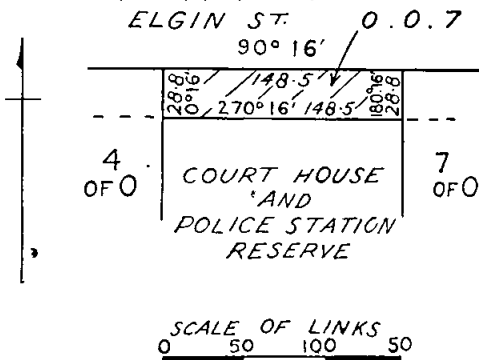 ELGIN ST. 0.0.7
90° 16'
28.8 0° 16' 148.5 180° 16' 28.8
270° 16' 148.5
4
OF O
COURT HOUSE
AND
POLICE STATION
RESERVE
7
OF O
SCALE OF LINKS
0 50 100 50